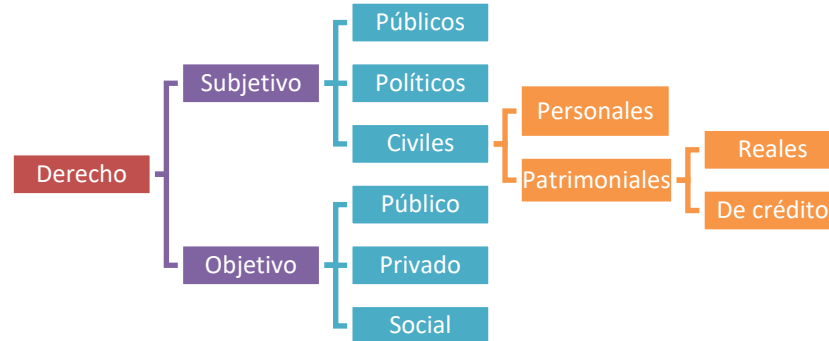 Derecho
Subjetivo
Públicos
Políticos
Civiles
Personales
Patrimoniales
Reales
De crédito
Objetivo
Público
Privado
Social